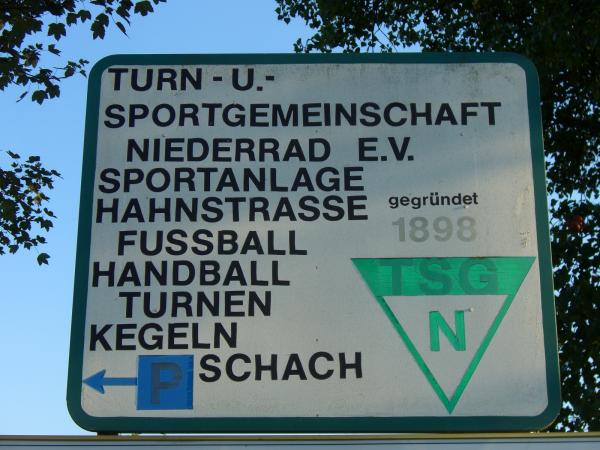 TURN - U.-
SPORTGEMEINSCHAFT
NIEDERRAD E.V.
SPORTANLAGE
HAHNSTRASSE
FUSSBALL
HANDBALL
TURNEN
KEGELN
P SCHACH
gegründet
1898
TSG
N